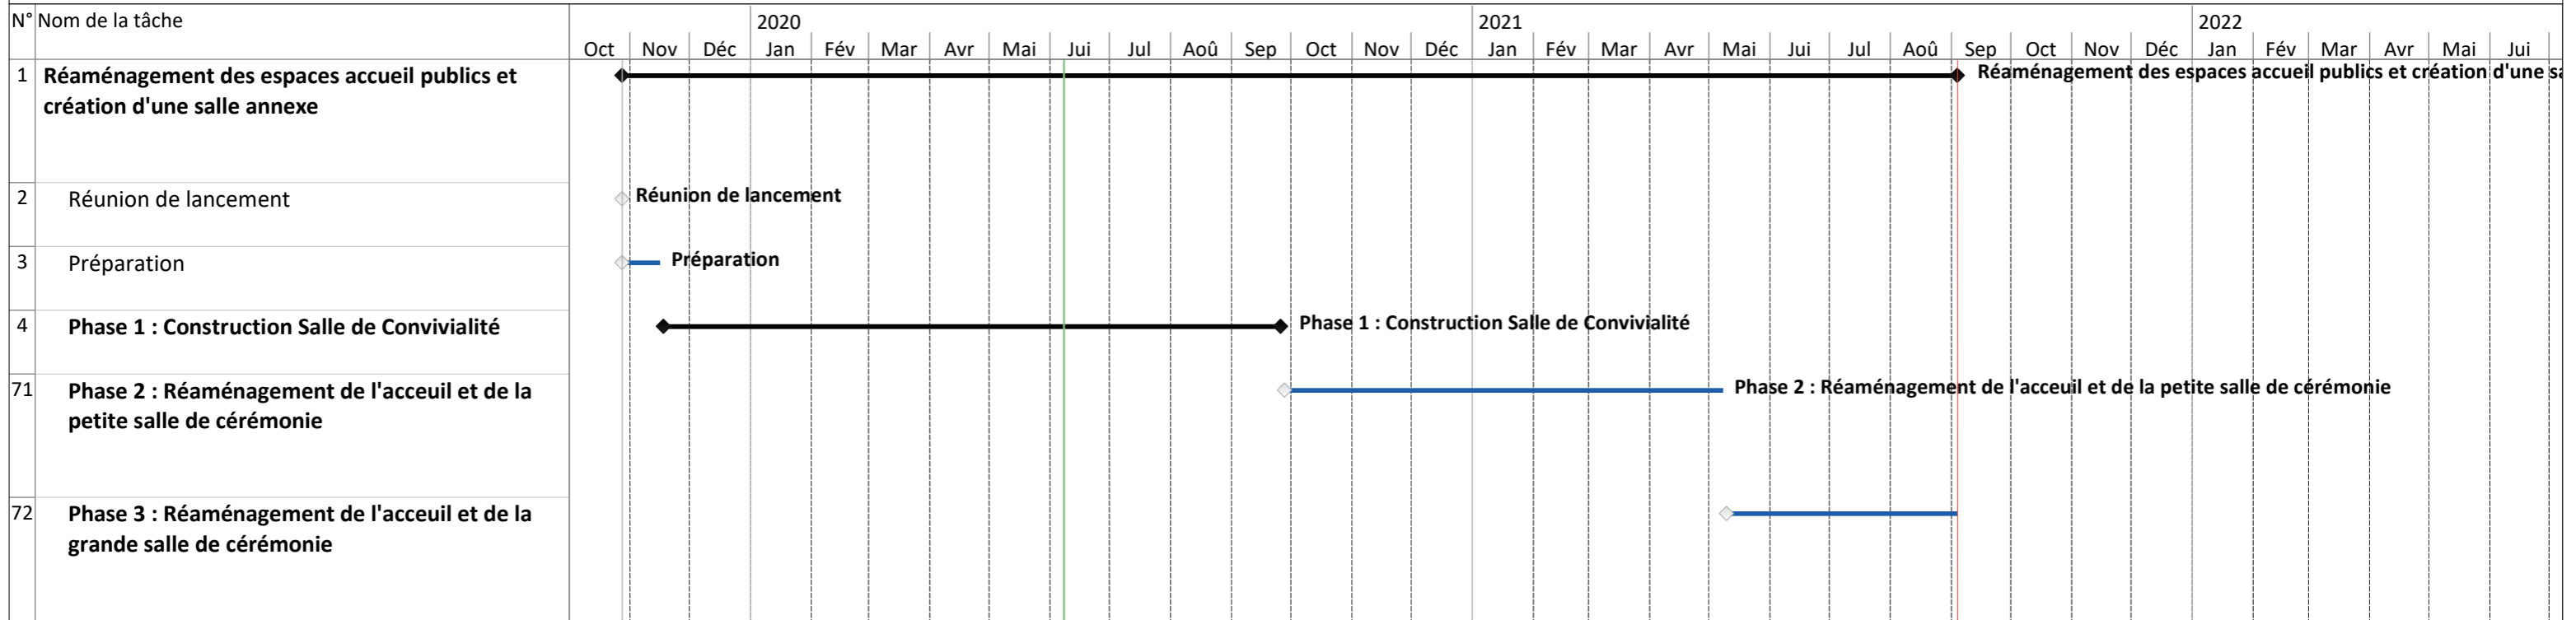 N° Nom de la tâche
2020 2021 2022
Oct Nov Déc Jan Fév Mar Avr Mai Jui Jul Aoû Sep Oct Nov Déc Jan Fév Mar Avr Mai Jui Jul Aoû Sep Oct Nov Déc Jan Fév Mar Avr Mai Jui
1 Réaménagement des espaces accueil publics et
création d'une salle annexe
Réaménagement des espaces accueil publics et création d'une sa
2 Réunion de lancement
Réunion de lancement
3 Préparation
Préparation
4 Phase 1 : Construction Salle de Convivialité
Phase 1 : Construction Salle de Convivialité
71 Phase 2 : Réaménagement de l'acceuil et de la
petite salle de cérémonie
Phase 2 : Réaménagement de l'acceuil et de la petite salle de cérémonie
72 Phase 3 : Réaménagement de l'acceuil et de la
grande salle de cérémonie